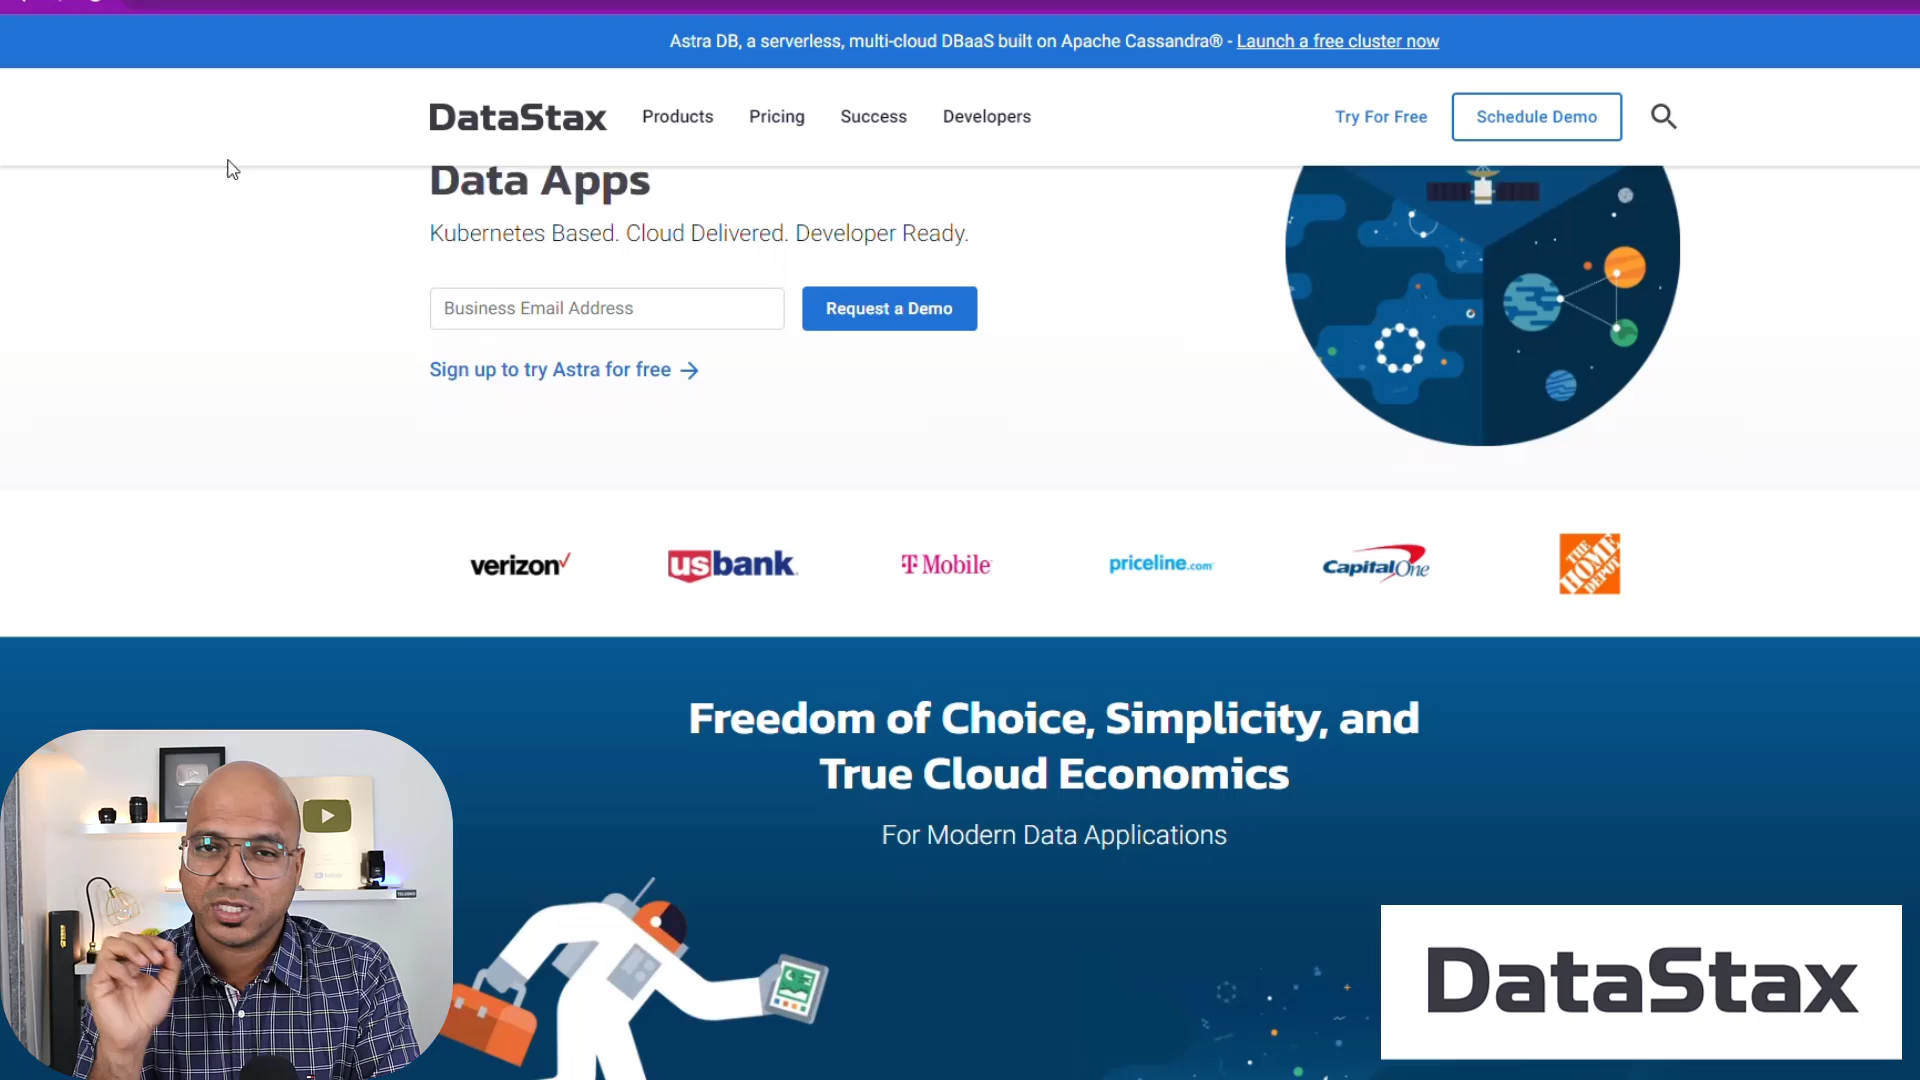 Astra DB, a serverless, multi-cloud DBaaS built on Apache Cassandra® - Launch a free cluster now
DataStax
Products
Pricing
Success
Developers
Try For Free
Schedule Demo
Data Apps
Kubernetes Based. Cloud Delivered. Developer Ready.
Business Email Address
Request a Demo
Sign up to try Astra for free →
verizon
usbank
T Mobile
priceline.com
Capital One
THE HOME DEPOT
Freedom of Choice, Simplicity, and
True Cloud Economics
For Modern Data Applications
DataStax